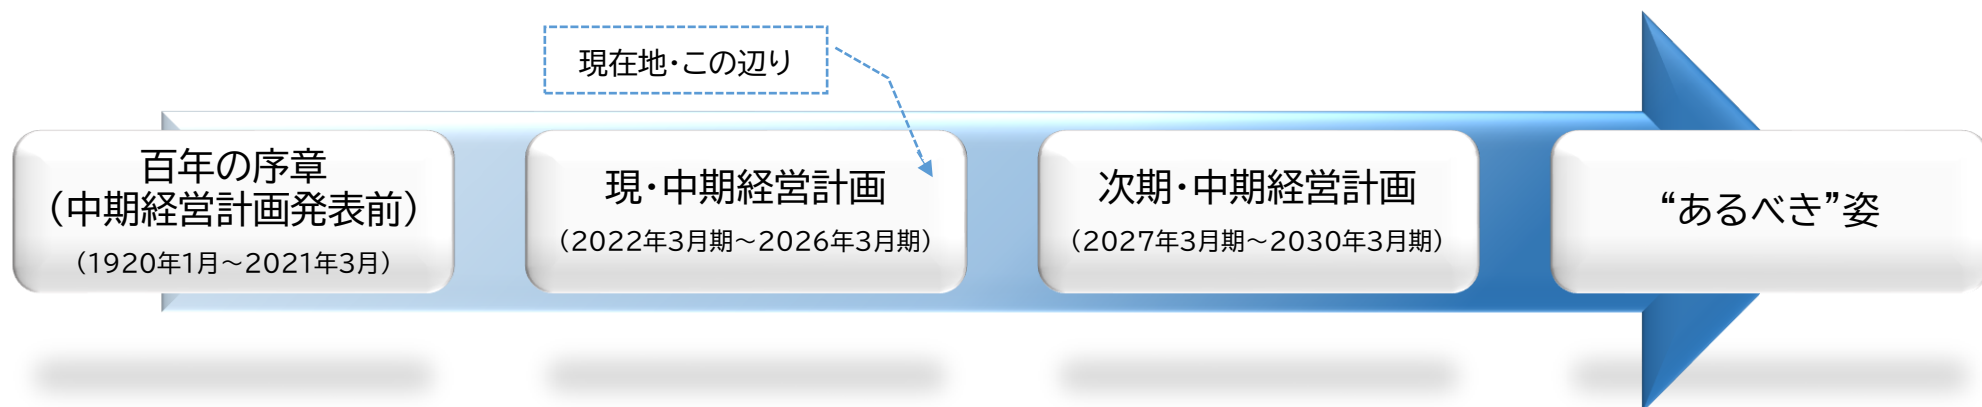 現在地・この辺り
百年の序章
（中期経営計画発表前）
（1920年1月～2021年3月）
現・中期経営計画
（2022年3月期～2026年3月期）
次期・中期経営計画
（2027年3月期～2030年3月期）
“あるべき”姿